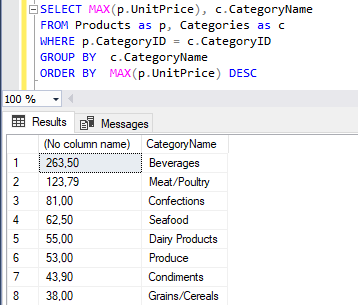 SELECT MAX(p.UnitPrice), c.CategoryName
FROM Products as p, Categories as c
WHERE p.CategoryID = c.CategoryID
GROUP BY c.CategoryName
ORDER BY MAX(p.UnitPrice) DESC
100 %
Results Messages
(No column name) CategoryName
1 263,50 Beverages
2 123,79 Meat/Poultry
3 81,00 Confections
4 62,50 Seafood
5 55,00 Dairy Products
6 53,00 Produce
7 43,90 Condiments
8 38,00 Grains/Cereals